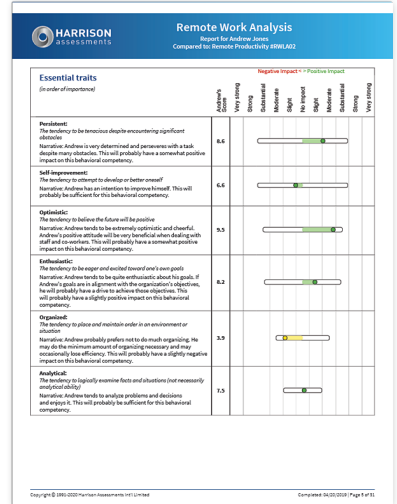 HARRISON
assessments
Remote Work Analysis
Report for Andrew Jones
Compared to: Remote Productivity #RWLA02
Essential traits
(in order of importance)
Andrew's
Score
Negative Impact = = Positive Impact
Very strong
Strong
Substantial
Moderate
Slight
No impact
Slight
Moderate
Substantial
Strong
Very strong
Persistent:
The tendency to be tenacious despite encountering significant
obstacles
Narrative: Andrew is very determined and perseveres with a task
despite many obstacles. This will probably have a somewhat positive
impact on this behavioral competency.
8.6
Self-improvement:
The tendency to attempt to develop or better oneself
Narrative: Andrew has an intention to improve himself. This will
probably be sufficient for this behavioral competency.
6.6
Optimistic:
The tendency to believe the future will be positive
Narrative: Andrew tends to be extremely optimistic and cheerful.
Andrew's positive attitude will be very beneficial when dealing with
staff and co-workers. This will probably have a somewhat positive
impact on this behavioral competency.
9.5
Enthusiastic:
The tendency to be eager and excited toward one's own goals
Narrative: Andrew tends to be quite enthusiastic about his goals. If
Andrew's goals are in alignment with the organization's objectives,
he will probably have a drive to achieve those objectives. This
will probably have a slightly positive impact on this behavioral
competency.
8.2
Organized:
The tendency to place and maintain order in an environment or
situation
Narrative: Andrew probably prefers not to do much organizing. He
may do the minimum amount of organizing necessary and may
occasionally lose efficiency. This will probably have a slightly negative
impact on this behavioral competency.
3.9
Analytical:
The tendency to logically examine facts and situations (not necessarily
analytical ability)
Narrative: Andrew tends to analyze problems and decisions
and enjoys it. This will probably be sufficient for this behavioral
competency.
7.5
Copyright © 1991-2020 Harrison Assessments Int'l Limited
Completed: 04/20/2019 | Page 5 of 31